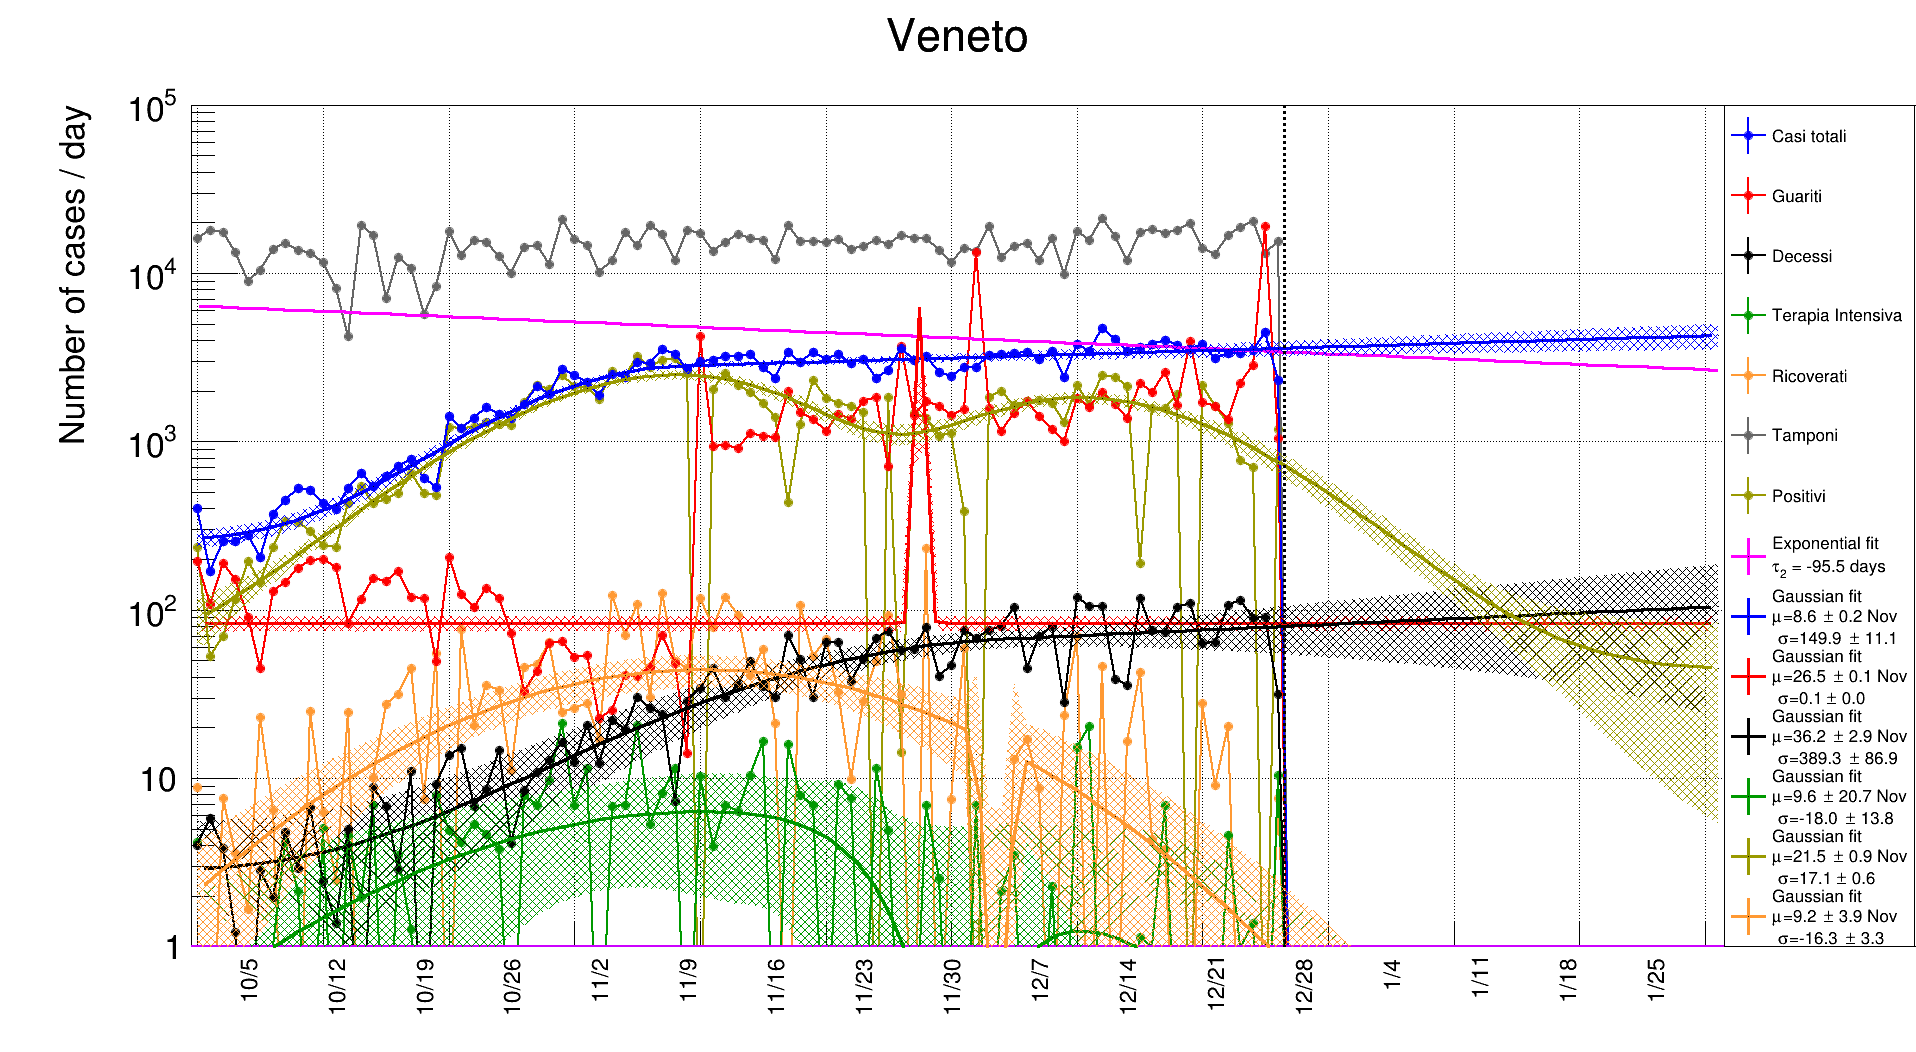 Veneto
Number of cases / day
10^5
10^4
10^3
10^2
10
1
10/5
10/12
10/19
10/26
11/2
11/9
11/16
11/23
11/30
12/7
12/14
12/21
12/28
1/4
1/11
1/18
1/25
Casi totali
Guariti
Decessi
Terapia Intensiva
Ricoverati
Tamponi
Positivi
Exponential fit
τ_2 = -95.5 days
Gaussian fit
μ=8.6 ± 0.2 Nov
σ=149.9 ± 11.1
Gaussian fit
μ=26.5 ± 0.1 Nov
σ=0.1 ± 0.0
Gaussian fit
μ=36.2 ± 2.9 Nov
σ=389.3 ± 86.9
Gaussian fit
μ=9.6 ± 20.7 Nov
σ=-18.0 ± 13.8
Gaussian fit
μ=21.5 ± 0.9 Nov
σ=17.1 ± 0.6
Gaussian fit
μ=9.2 ± 3.9 Nov
σ=-16.3 ± 3.3